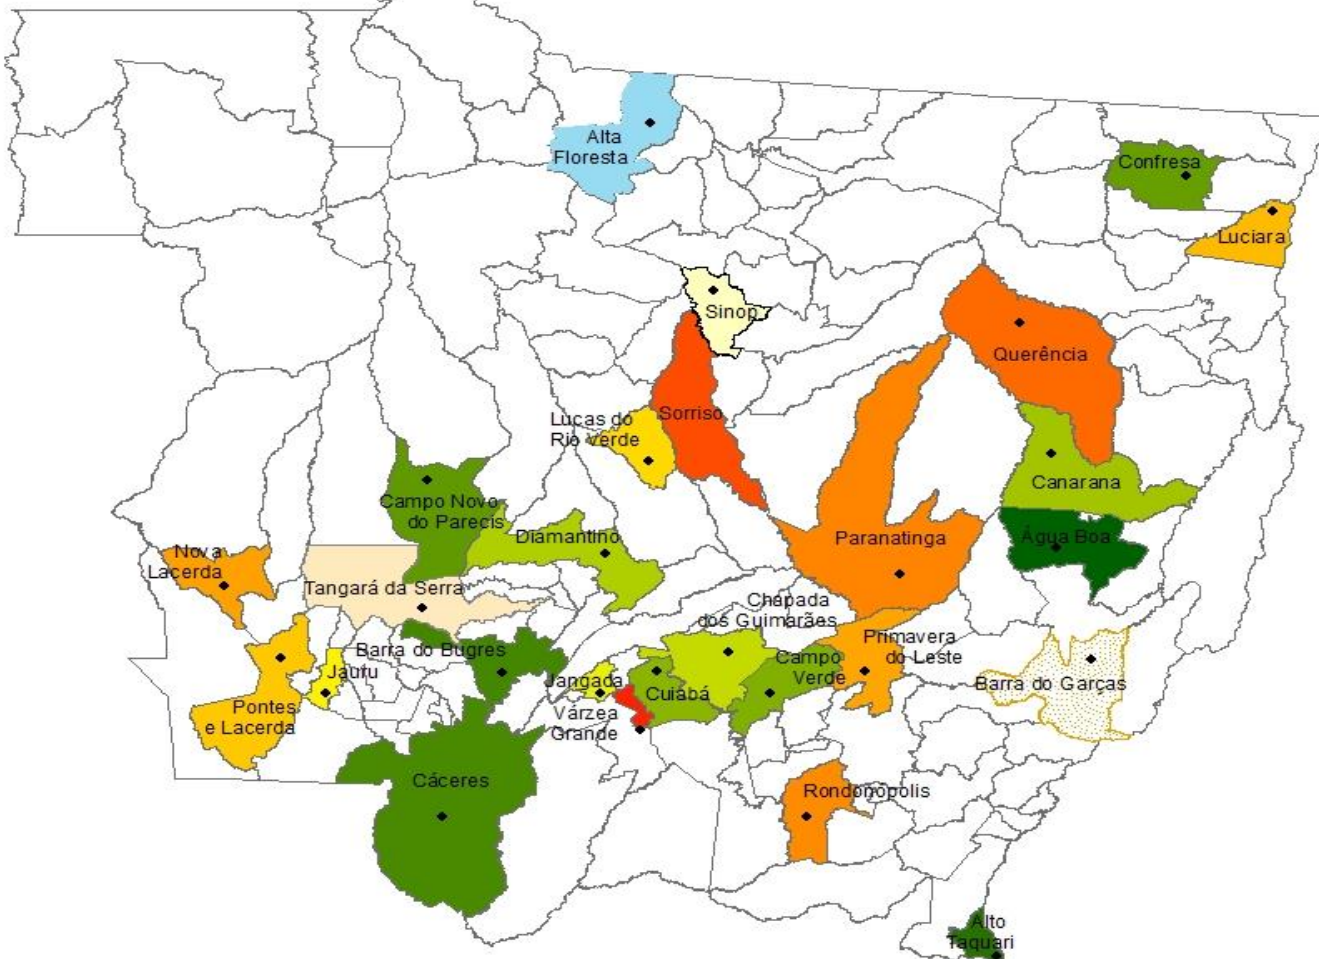 Alta
Floresta
Confresa
Luciara
Sinop
Querência
Sorriso
Lucas do
Rio Verde
Canarana
Campo Novo
do Parecis
Diamantino
Paranatinga
Água Boa
Nova
Lacerda
Tangará da Serra
Chapada
dos Guimarães
Barra do Bugres
Primavera
do Leste
Jauru
Campo
Verde
Jangada
Cuiabá
Barra do Garças
Pontes
e Lacerda
Várzea
Grande
Cáceres
Rondonópolis
Alto
Taquari